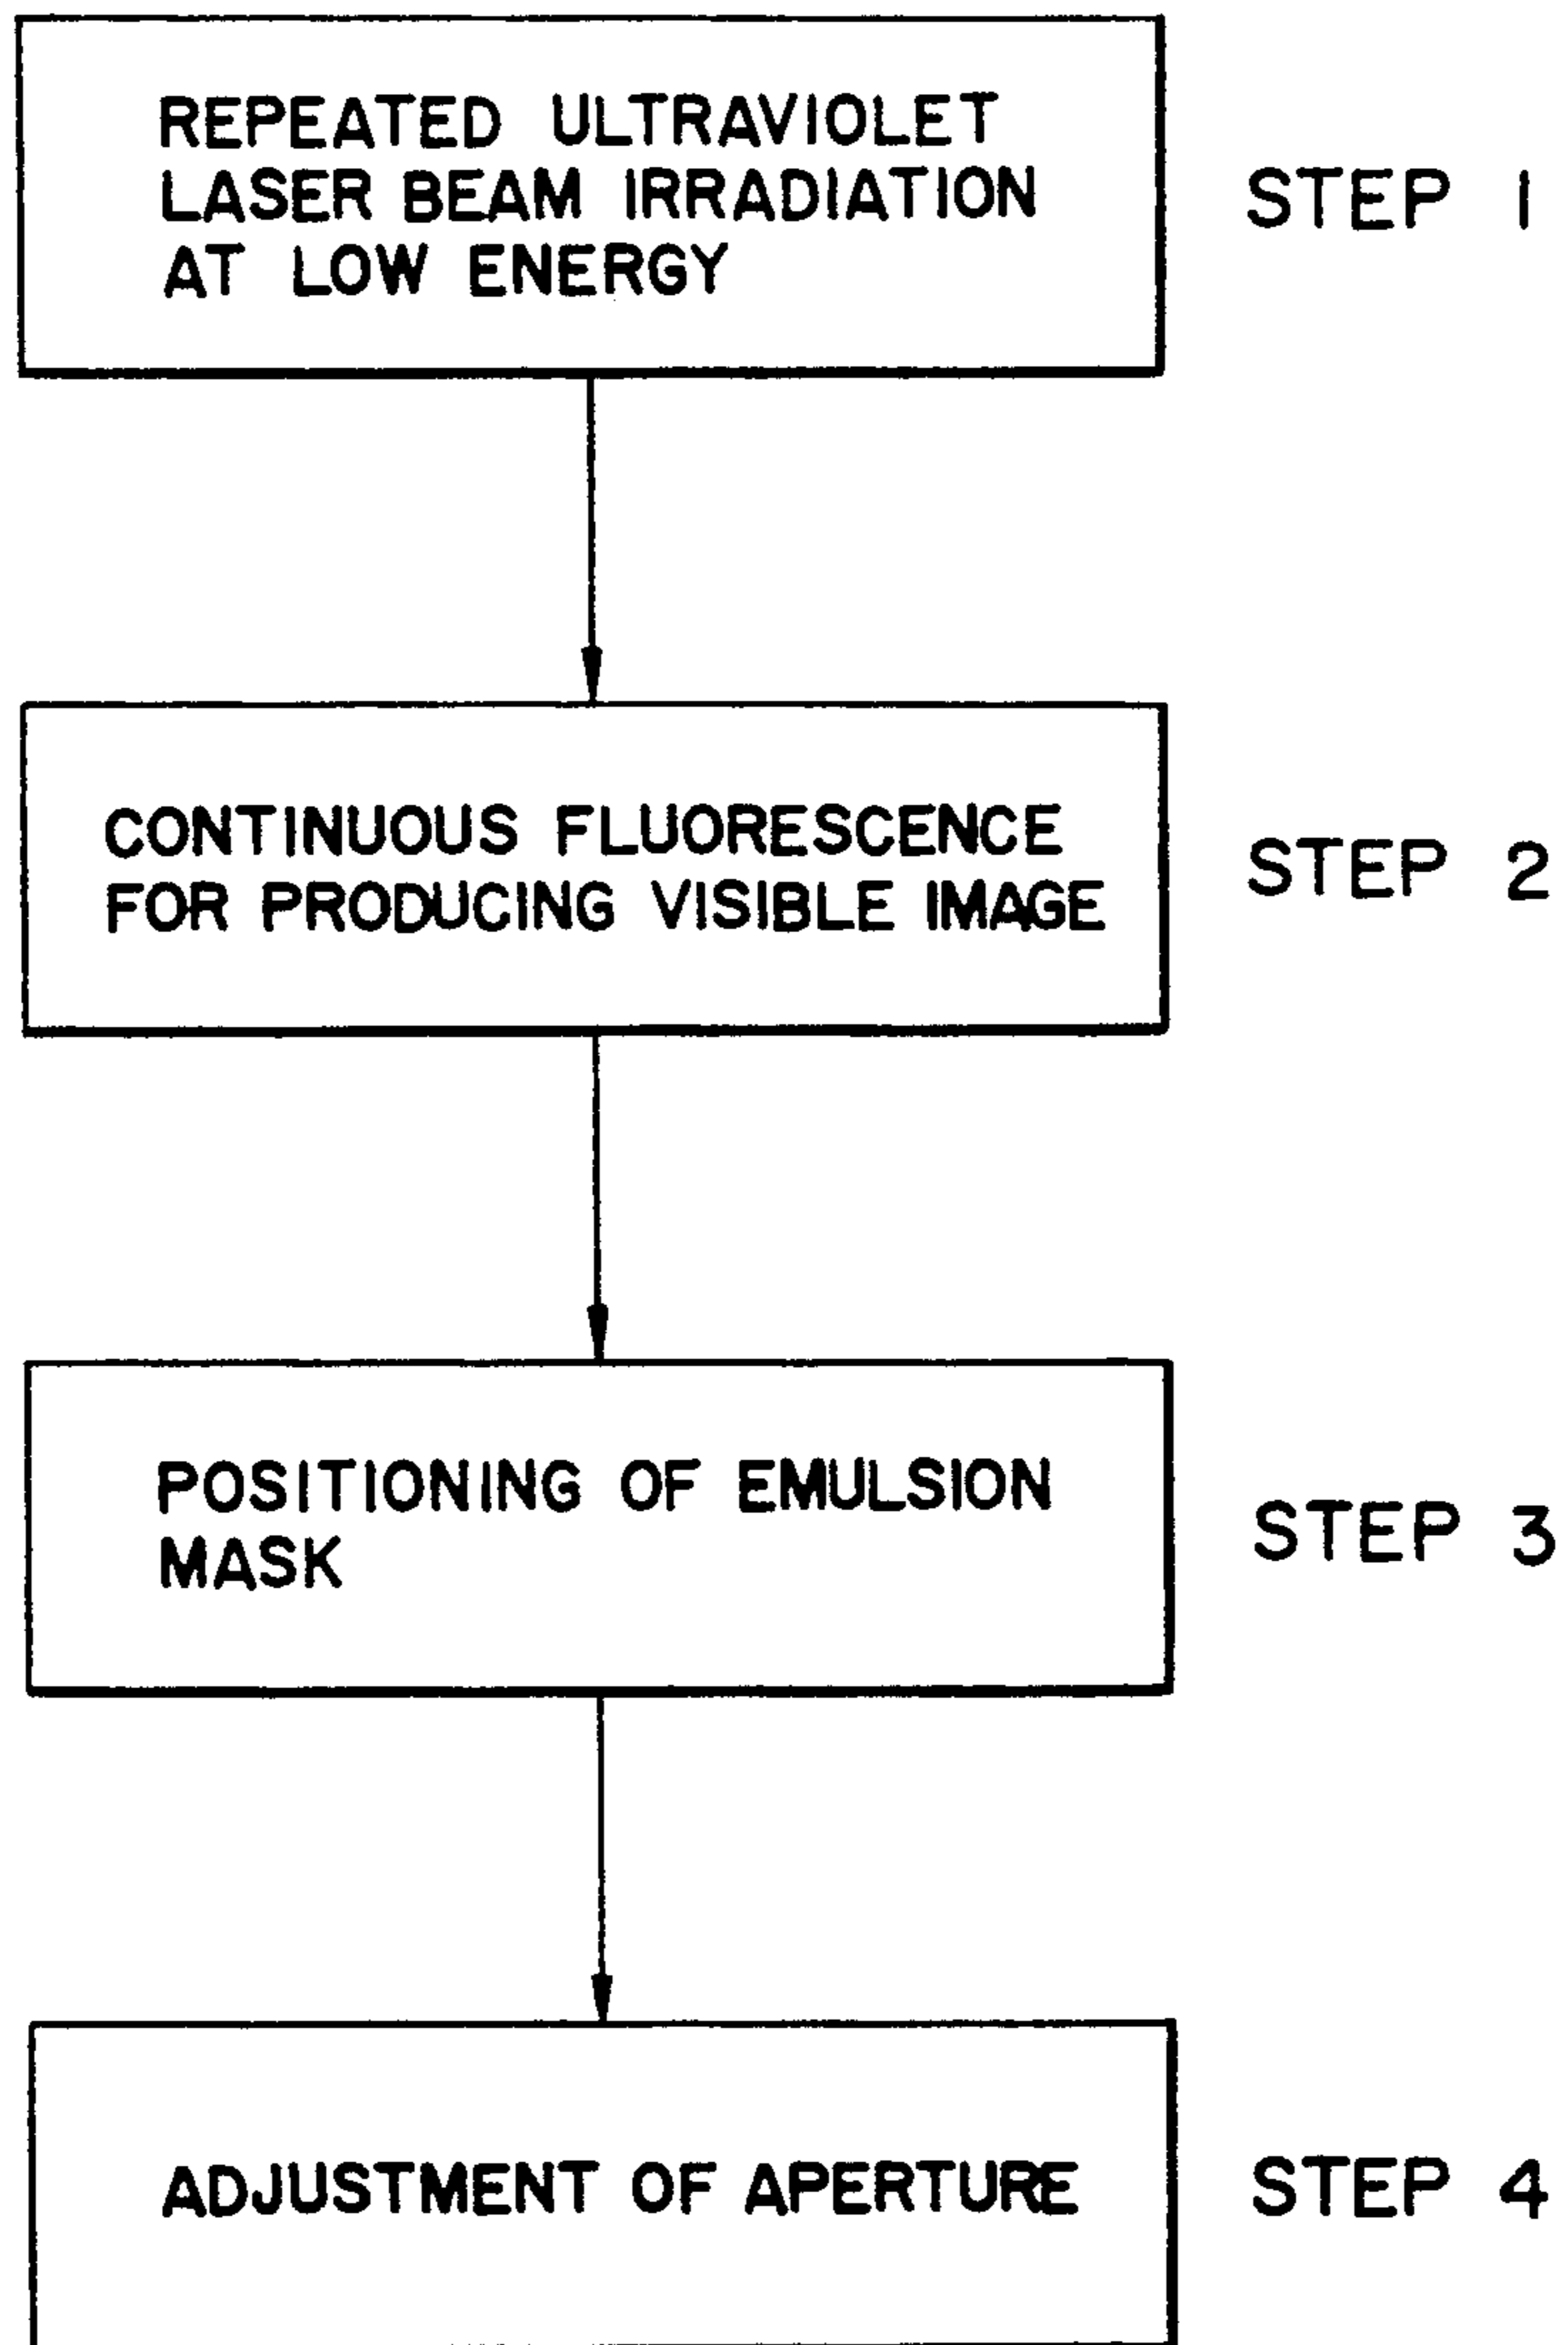 REPEATED ULTRAVIOLET
LASER BEAM IRRADIATION
AT LOW ENERGY
STEP 1
CONTINUOUS FLUORESCENCE
FOR PRODUCING VISIBLE IMAGE
STEP 2
POSITIONING OF EMULSION
MASK
STEP 3
ADJUSTMENT OF APERTURE
STEP 4